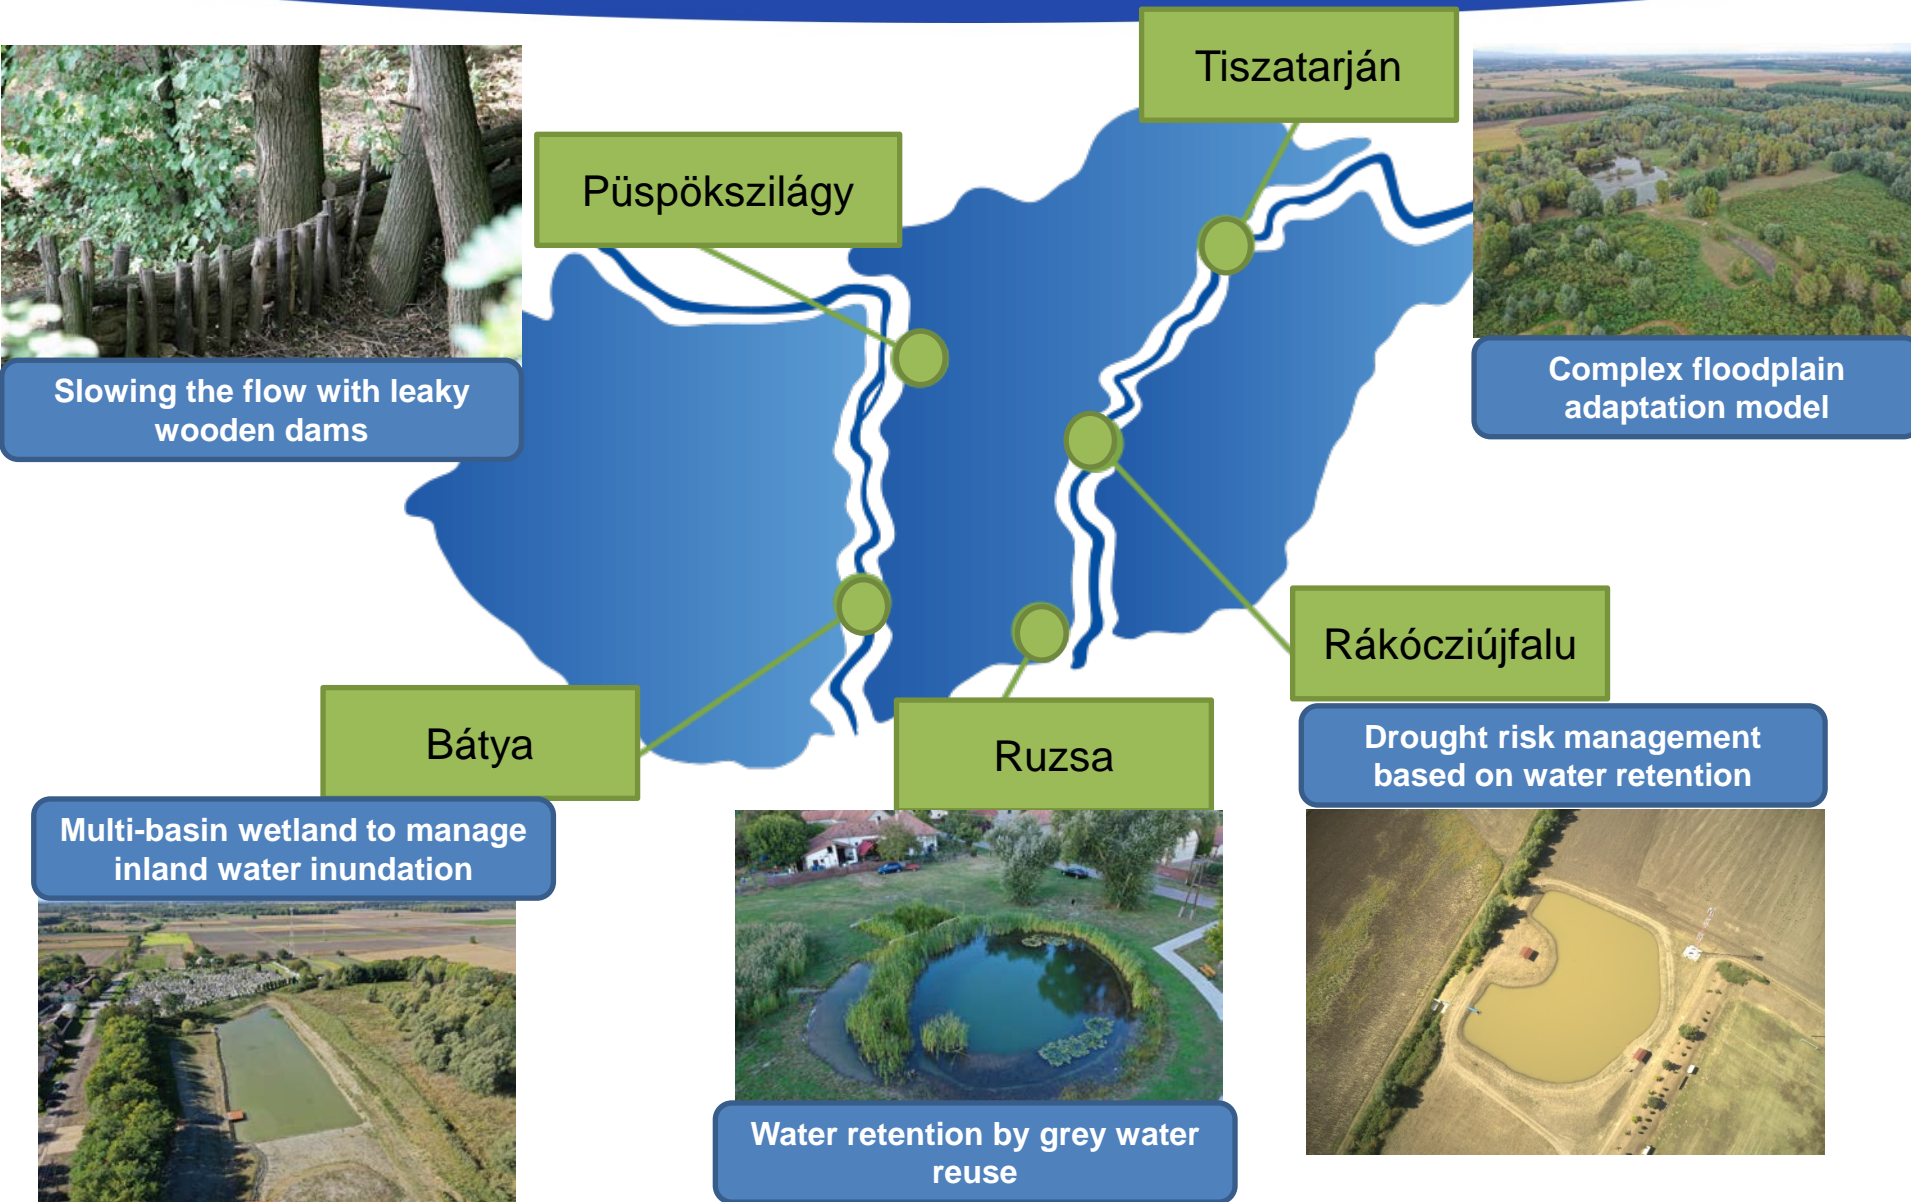 Tiszatarján
Püspökszilágy
Slowing the flow with leaky
wooden dams
Complex floodplain
adaptation model
Rákócziújfalu
Bátya
Ruzsa
Drought risk management
based on water retention
Multi-basin wetland to manage
inland water inundation
Water retention by grey water
reuse